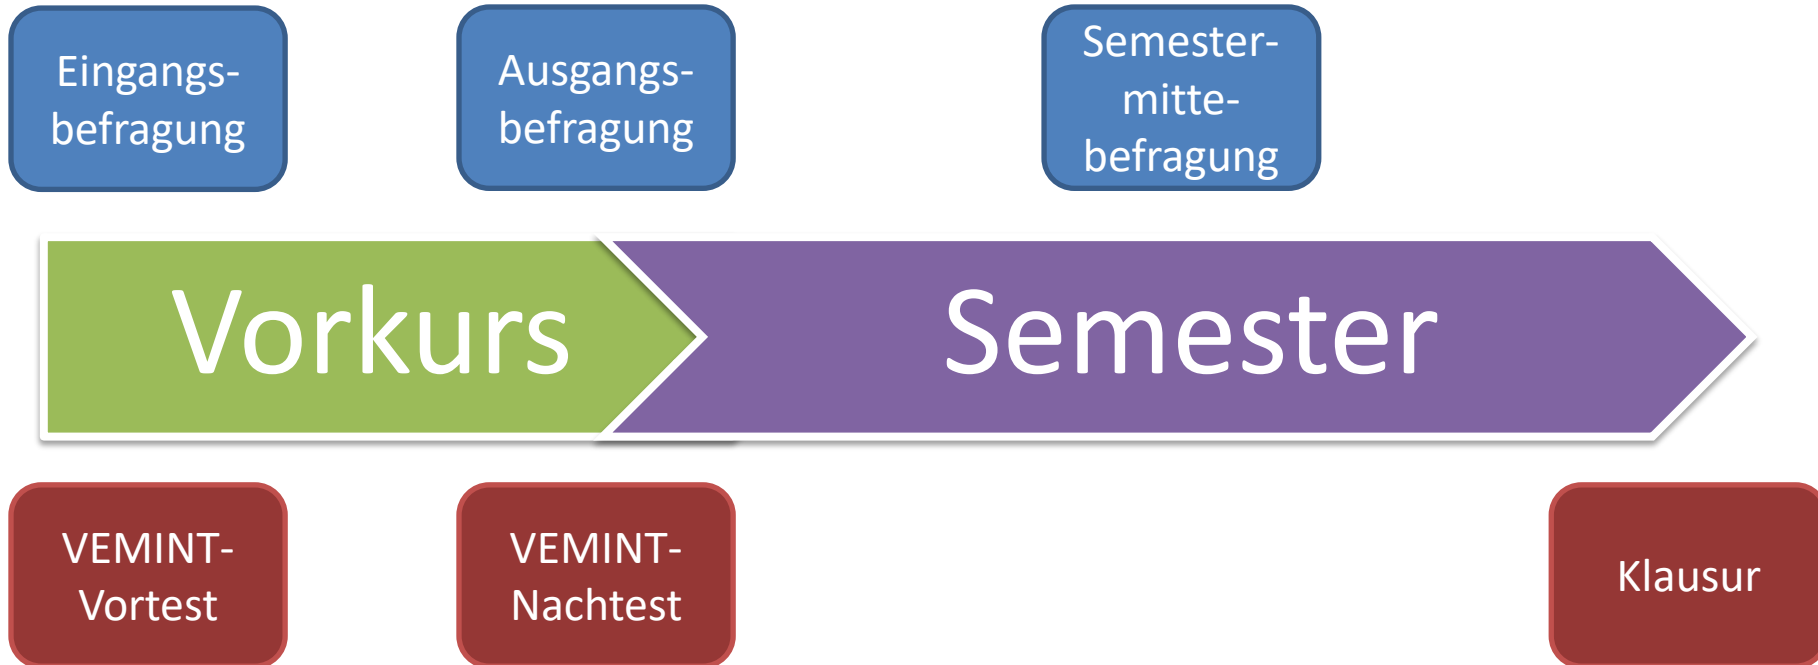 Eingangs-
befragung
Ausgangs-
befragung
Semester-
mitte-
befragung
Vorkurs
Semester
VEMINT-
Vortest
VEMINT-
Nachtest
Klausur